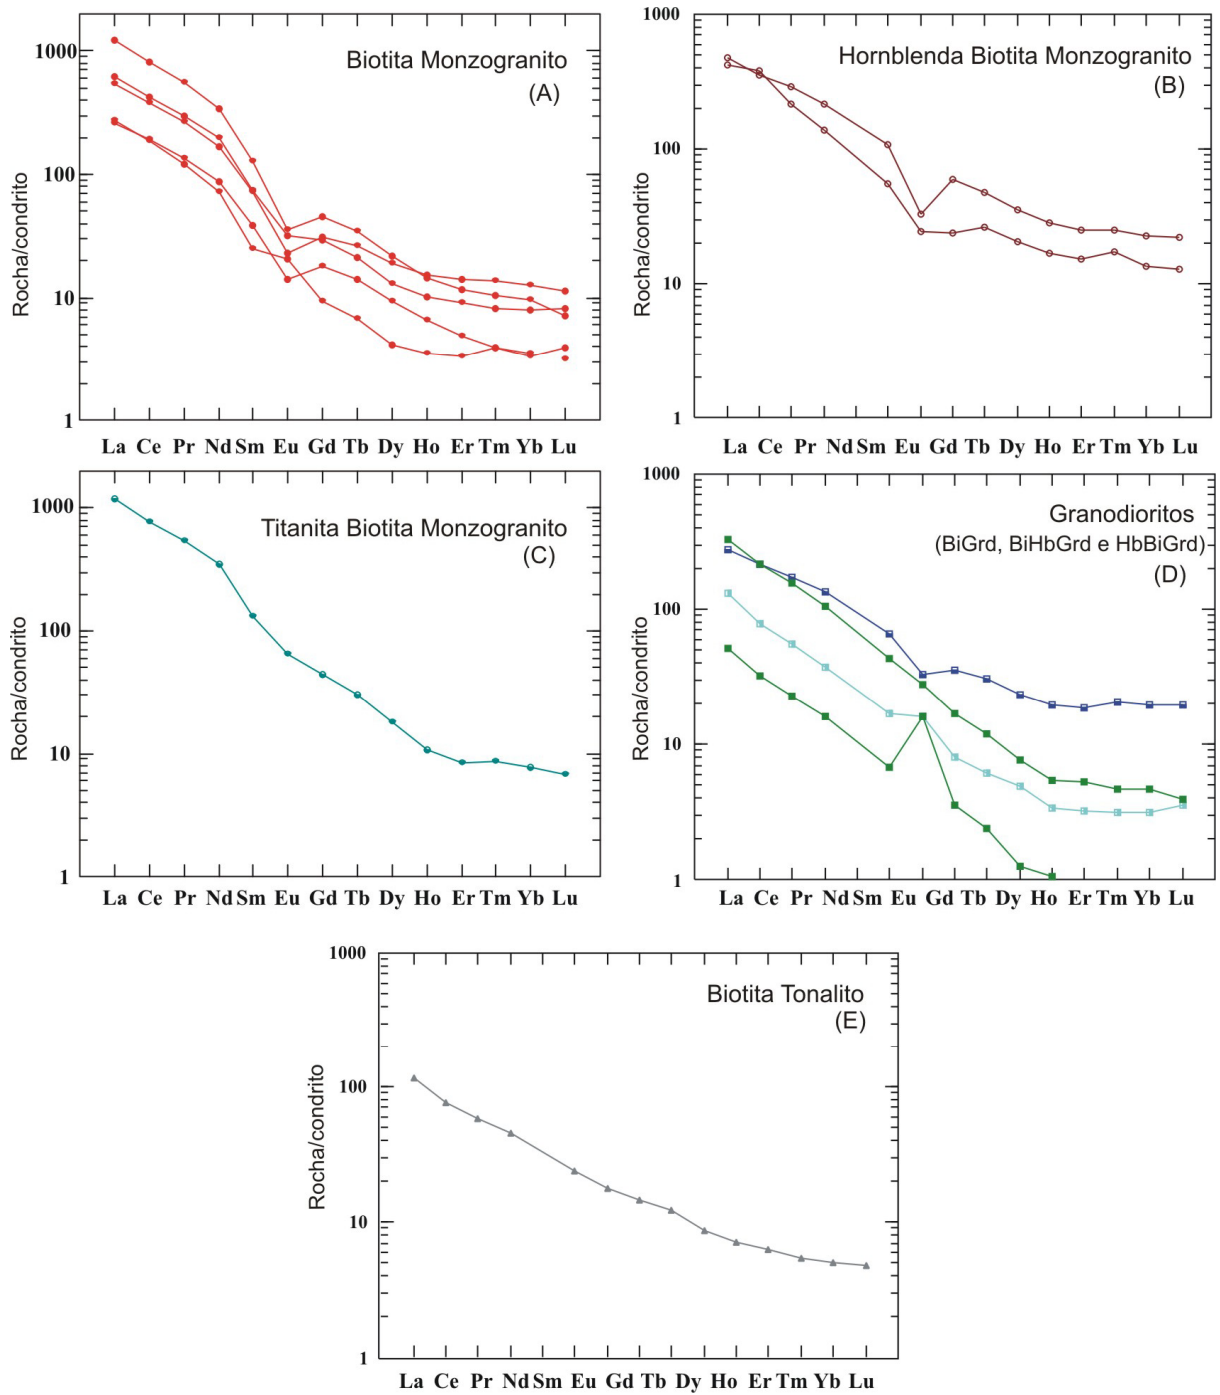 Biotita Monzogranito
(A)
Rocha/condrito
1000
100
10
1
La Ce Pr Nd Sm Eu Gd Tb Dy Ho Er Tm Yb Lu
Hornblenda Biotita Monzogranito
(B)
Rocha/condrito
1000
100
10
1
La Ce Pr Nd Sm Eu Gd Tb Dy Ho Er Tm Yb Lu
Titanita Biotita Monzogranito
(C)
Rocha/condrito
1000
100
10
1
La Ce Pr Nd Sm Eu Gd Tb Dy Ho Er Tm Yb Lu
Granodioritos
(BiGrd, BiHbGrd e HbBiGrd)
(D)
Rocha/condrito
1000
100
10
1
La Ce Pr Nd Sm Eu Gd Tb Dy Ho Er Tm Yb Lu
Biotita Tonalito
(E)
Rocha/condrito
1000
100
10
1
La Ce Pr Nd Sm Eu Gd Tb Dy Ho Er Tm Yb Lu